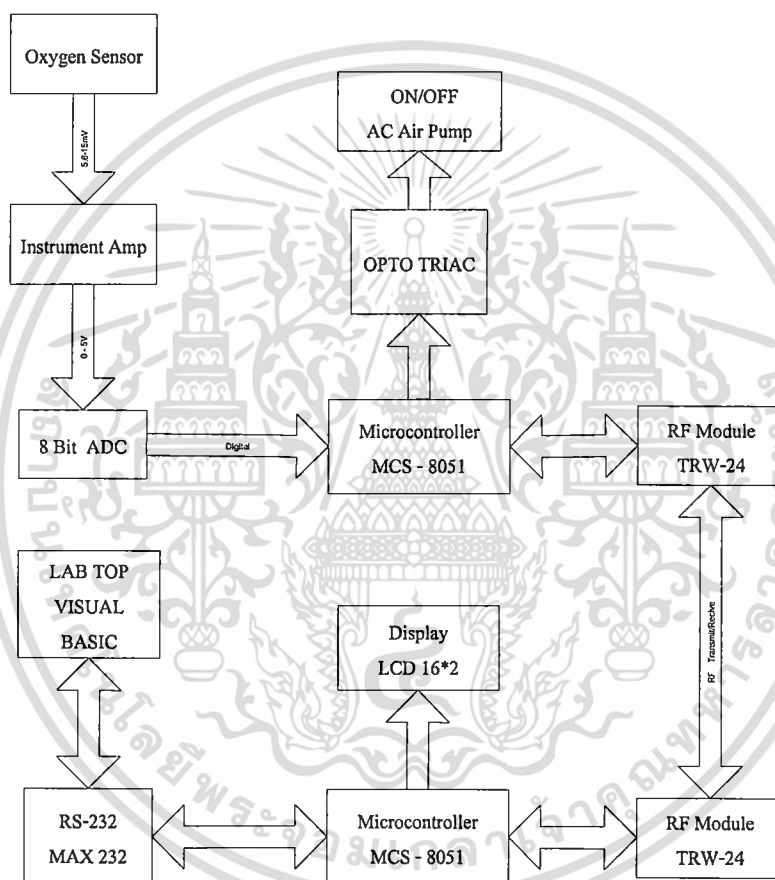 Oxygen Sensor
ON/OFF
AC Air Pump
5.6-15mV
Instrument Amp
OPTO TRIAC
0 - 5V
8 Bit ADC
Digital
Microcontroller
MCS - 8051
RF Module
TRW-24
LAB TOP
VISUAL
BASIC
Display
LCD 16*2
RF Transmit/Recive
RS-232
MAX 232
Microcontroller
MCS - 8051
RF Module
TRW-24